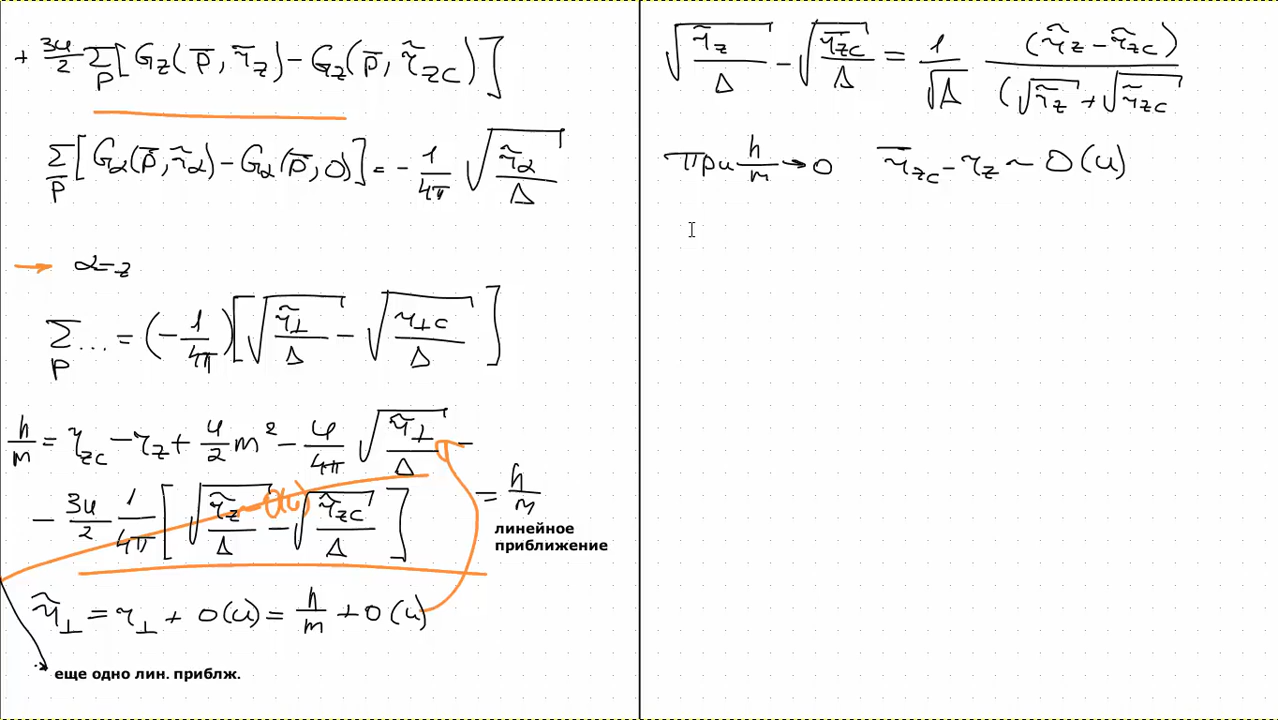 + 3u/2 Σ_p [G_z(p̄, τ̃_z) − G_z(p̄, τ̃_zc)]]
Σ_p [G_α(p̄, τ̃_α) − G_α(p̄, 0)] = − 1/4π √(τ̃_α/Δ)
→ α=z
Σ_p ... = (−1/4π)[√(τ̃_⊥/Δ) − √(τ_⊥c/Δ)]
h/m = τ_zc − τ_z + u/2 m² − u/4π √(τ̃_⊥/Δ) −
− 3u/2 1/4π [√(τ̃_z/Δ) − √(τ̃_zc/Δ)] = h/m
линейное
приближение
τ̃_⊥ = τ_⊥ + O(u) = h/m + O(u)
еще одно лин. приблж.
√(τ̃_z/Δ) − √(τ̃_zc/Δ) = 1/√Δ (τ̃_z − τ̃_zc)/(√τ̃_z + √τ̃_zc
При h/m → 0 τ̄_zc − τ_z ~ O(u)